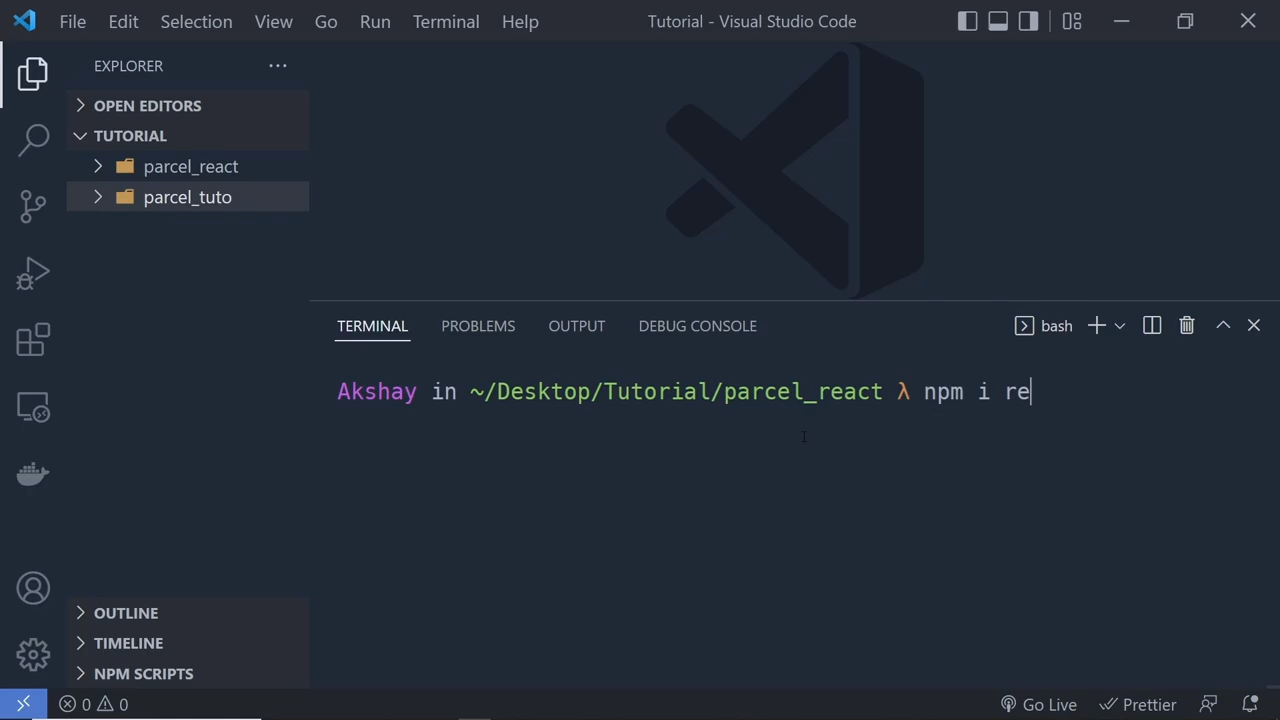 File Edit Selection View Go Run Terminal Help Tutorial - Visual Studio Code
EXPLORER
OPEN EDITORS
TUTORIAL
parcel_react
parcel_tuto
TERMINAL PROBLEMS OUTPUT DEBUG CONSOLE bash
Akshay in ~/Desktop/Tutorial/parcel_react λ npm i re
OUTLINE
TIMELINE
NPM SCRIPTS
0 0 Go Live Prettier